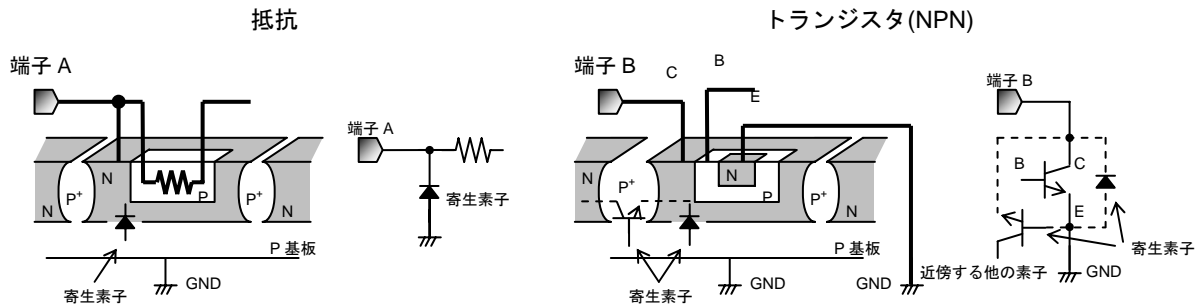 抵抗
トランジスタ(NPN)
端子 A
N
P⁺
N
P
P⁺
N
P 基板
GND
寄生素子
端子 A
寄生素子
端子 B
C
B
E
N
P⁺
N
P
P⁺
N
P 基板
GND
GND
寄生素子
端子 B
B
C
E
GND
近傍する他の素子
寄生素子